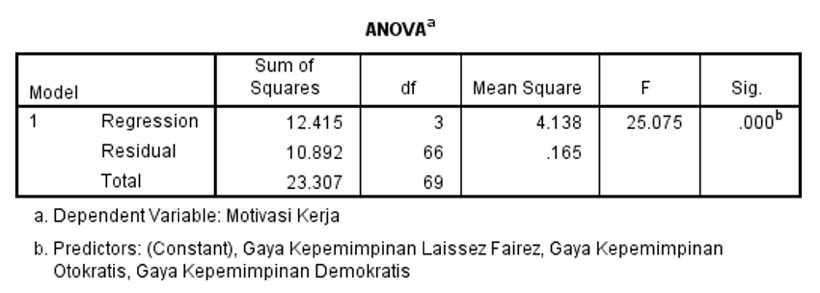 ANOVAa
Model Sum of Squares df Mean Square F Sig.
1 Regression 12.415 3 4.138 25.075 .000b
Residual 10.892 66 .165
Total 23.307 69
a. Dependent Variable: Motivasi Kerja
b. Predictors: (Constant), Gaya Kepemimpinan Laissez Fairez, Gaya Kepemimpinan
Otokratis, Gaya Kepemimpinan Demokratis